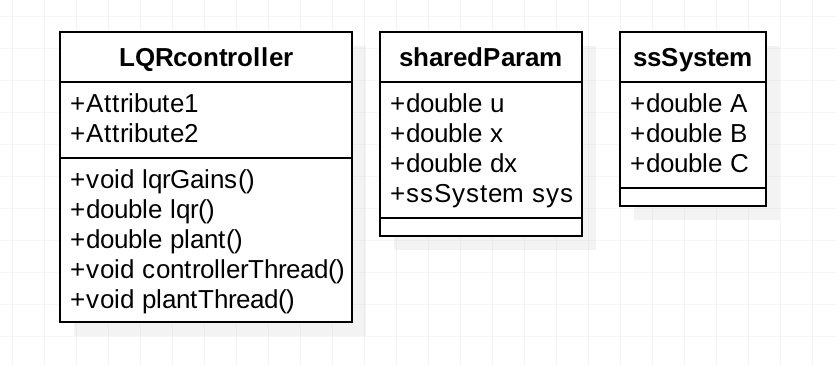 LQRcontroller
+Attribute1
+Attribute2
+void lqrGains()
+double lqr()
+double plant()
+void controllerThread()
+void plantThread()
sharedParam
+double u
+double x
+double dx
+ssSystem sys
ssSystem
+double A
+double B
+double C